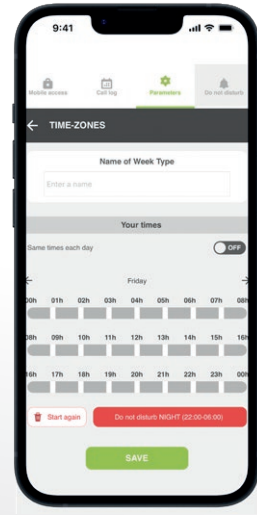 9:41
Mobile access Call log Parameters Do not disturb
TIME-ZONES
Name of Week Type
Enter a name
Your times
Same times each day OFF
Friday
00h 01h 02h 03h 04h 05h 06h 07h 08h
08h 09h 10h 11h 12h 13h 14h 15h 16h
16h 17h 18h 19h 20h 21h 22h 23h 00h
Start again Do not disturb NIGHT (22:00-06:00)
SAVE